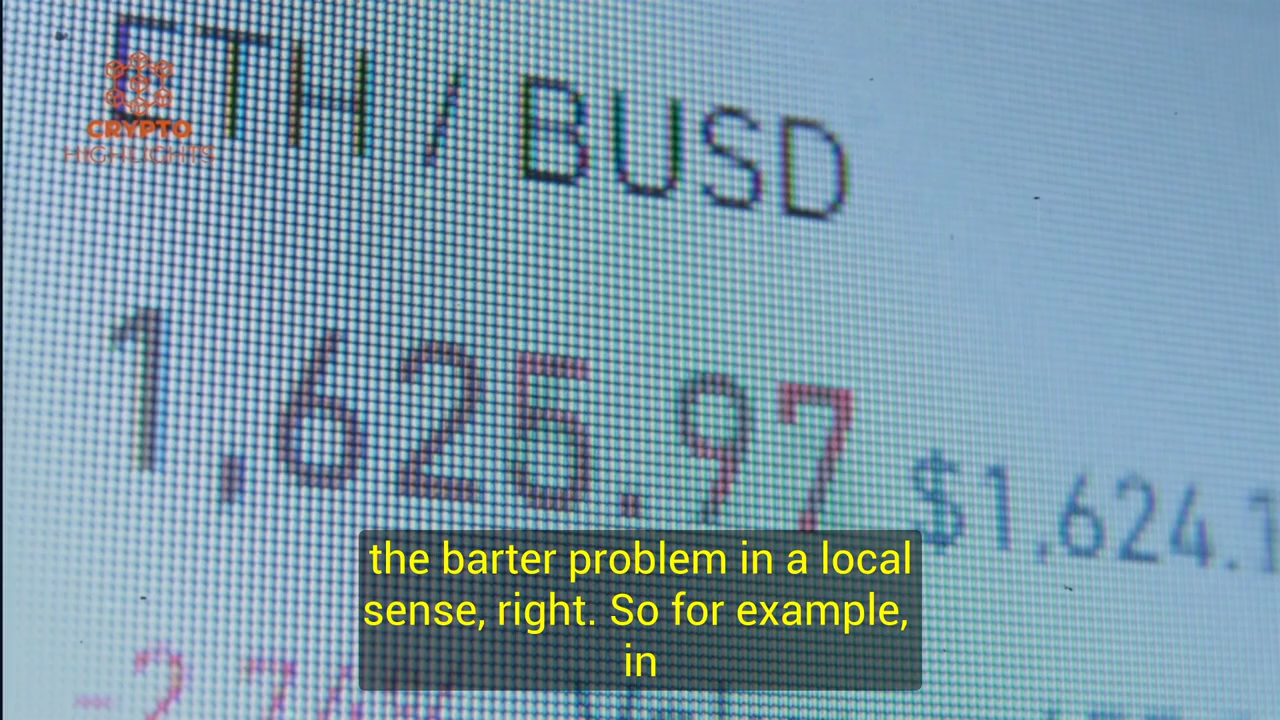 ETH / BUSD
CRYPTO
HIGHLIGHTS
1,625.97
$1,624.1
the barter problem in a local
sense, right. So for example,
in